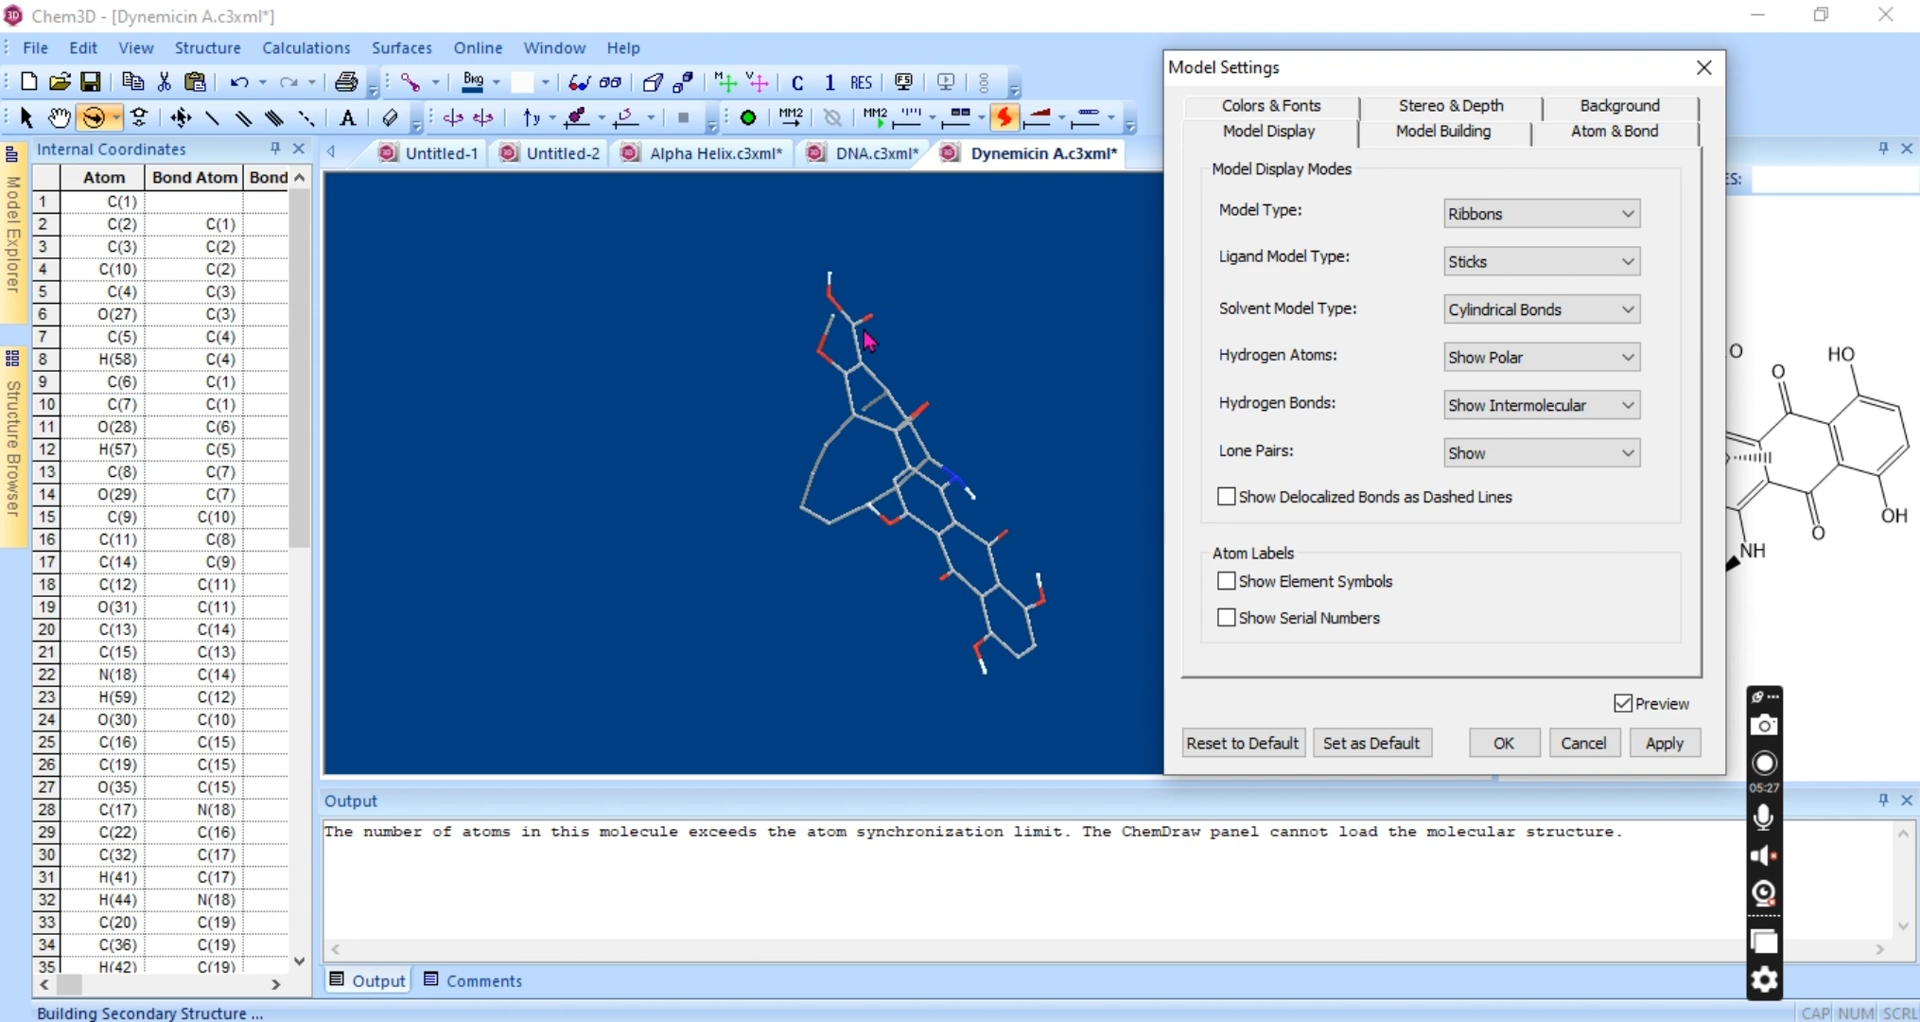 Chem3D - [Dynemicin A.c3xml*]
File Edit View Structure Calculations Surfaces Online Window Help
Bkg C 1 RES F5
A MM2 MM2
Internal Coordinates
Untitled-1 Untitled-2 Alpha Helix.c3xml* DNA.c3xml* Dynemicin A.c3xml*
Model Explorer
Structure Browser
Atom Bond Atom Bond
1 C(1)
2 C(2) C(1)
3 C(3) C(2)
4 C(10) C(2)
5 C(4) C(3)
6 O(27) C(3)
7 C(5) C(4)
8 H(58) C(4)
9 C(6) C(1)
10 C(7) C(1)
11 O(28) C(6)
12 H(57) C(5)
13 C(8) C(7)
14 O(29) C(7)
15 C(9) C(10)
16 C(11) C(8)
17 C(14) C(9)
18 C(12) C(11)
19 O(31) C(11)
20 C(13) C(14)
21 C(15) C(13)
22 N(18) C(14)
23 H(59) C(12)
24 O(30) C(10)
25 C(16) C(15)
26 C(19) C(15)
27 O(35) C(15)
28 C(17) N(18)
29 C(22) C(16)
30 C(32) C(17)
31 H(41) C(17)
32 H(44) N(18)
33 C(20) C(19)
34 C(36) C(19)
35 H(42) C(19)
Model Settings
Colors & Fonts Stereo & Depth Background
Model Display Model Building Atom & Bond
Model Display Modes
Model Type: Ribbons
Ligand Model Type: Sticks
Solvent Model Type: Cylindrical Bonds
Hydrogen Atoms: Show Polar
Hydrogen Bonds: Show Intermolecular
Lone Pairs: Show
Show Delocalized Bonds as Dashed Lines
Atom Labels
Show Element Symbols
Show Serial Numbers
Preview
Reset to Default Set as Default OK Cancel Apply
ES:
O HO
O
OH
O
NH
05:27
Output
The number of atoms in this molecule exceeds the atom synchronization limit. The ChemDraw panel cannot load the molecular structure.
Output Comments
Building Secondary Structure ...
CAP NUM SCRL